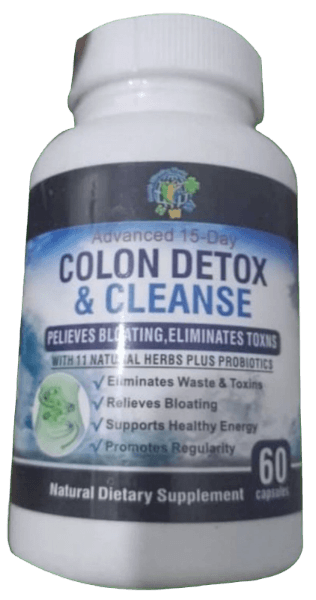 Advanced 15-Day
COLON DETOX
& CLEANSE
PELIEVES BLOATING,ELIMINATES TOXNS
WITH 11 NATURAL HERBS PLUS PROBIOTICS
Eliminates Waste & Toxins
Relieves Bloating
Supports Healthy Energy
Promotes Regularity
60
capsules
Natural Dietary Supplement